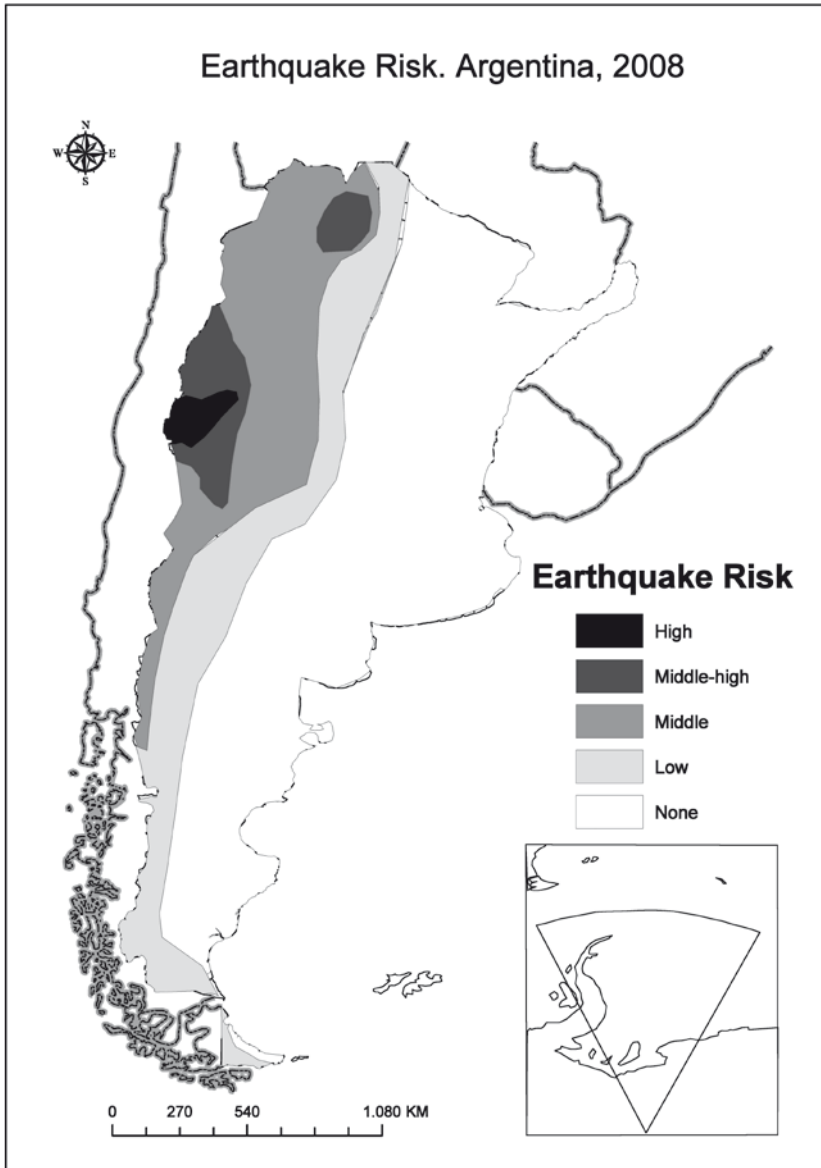 Earthquake Risk. Argentina, 2008
N
W E
S
Earthquake Risk
High
Middle-high
Middle
Low
None
0 270 540 1.080 KM